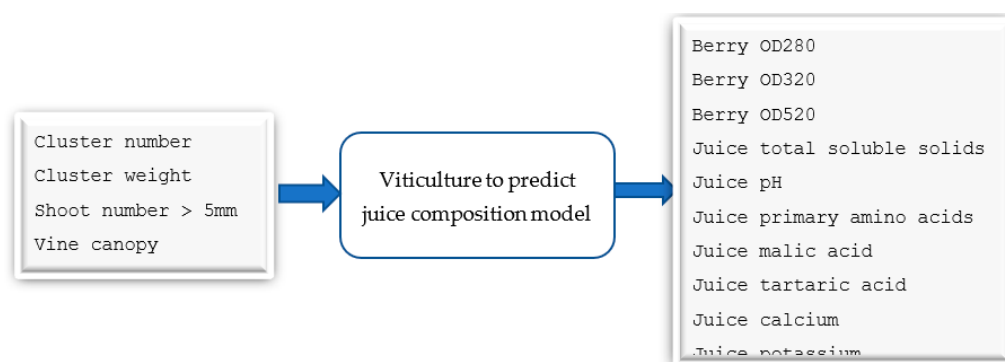 Cluster number
Cluster weight
Shoot number > 5mm
Vine canopy
Viticulture to predict
juice composition model
Berry OD280
Berry OD320
Berry OD520
Juice total soluble solids
Juice pH
Juice primary amino acids
Juice malic acid
Juice tartaric acid
Juice calcium
Juice potassium